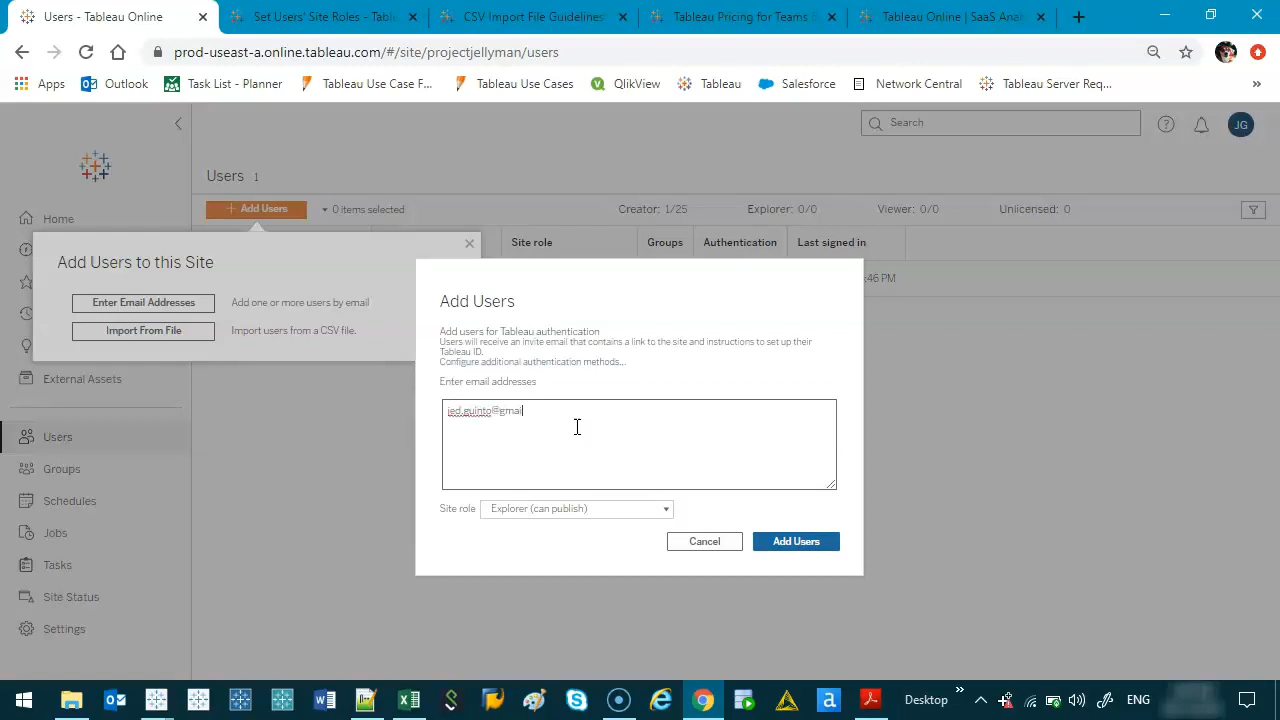 Users - Tableau Online
Set Users' Site Roles - Table
CSV Import File Guidelines
Tableau Pricing for Teams
Tableau Online | SaaS Anal
prod-useast-a.online.tableau.com/#/site/projectjellyman/users
Apps
Outlook
Task List - Planner
Tableau Use Case F...
Tableau Use Cases
QlikView
Tableau
Salesforce
Network Central
Tableau Server Req...
»
Search
JG
Users 1
+ Add Users
0 items selected
Creator: 1/25
Explorer: 0/0
Viewer: 0/0
Unlicensed: 0
Site role
Groups
Authentication
Last signed in
:46 PM
Home
External Assets
Users
Groups
Schedules
Jobs
Tasks
Site Status
Settings
Add Users to this Site
Enter Email Addresses
Add one or more users by email
Import From File
Import users from a CSV file.
Add Users
Add users for Tableau authentication
Users will receive an invite email that contains a link to the site and instructions to set up their
Tableau ID.
Configure additional authentication methods...
Enter email addresses
jed.guinto@gmai
Site role
Explorer (can publish)
Cancel
Add Users
Desktop
»
ENG